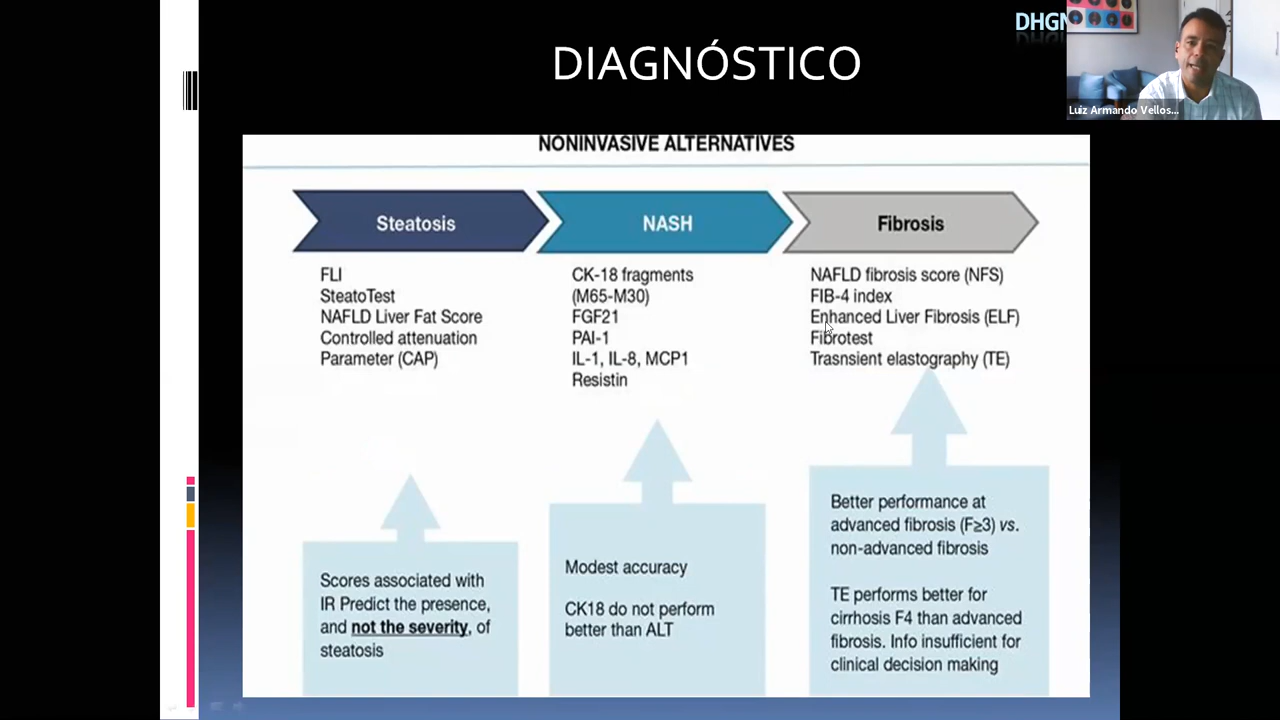 DHGN
DIAGNÓSTICO
Luiz Armando Vellos...
NONINVASIVE ALTERNATIVES
Steatosis
FLI
SteatoTest
NAFLD Liver Fat Score
Controlled attenuation
Parameter (CAP)
Scores associated with
IR Predict the presence,
and not the severity, of
steatosis
NASH
CK-18 fragments
(M65-M30)
FGF21
PAI-1
IL-1, IL-8, MCP1
Resistin
Modest accuracy
CK18 do not perform
better than ALT
Fibrosis
NAFLD fibrosis score (NFS)
FIB-4 index
Enhanced Liver Fibrosis (ELF)
Fibrotest
Trasnsient elastography (TE)
Better performance at
advanced fibrosis (F≥3) vs.
non-advanced fibrosis
TE performs better for
cirrhosis F4 than advanced
fibrosis. Info insufficient for
clinical decision making